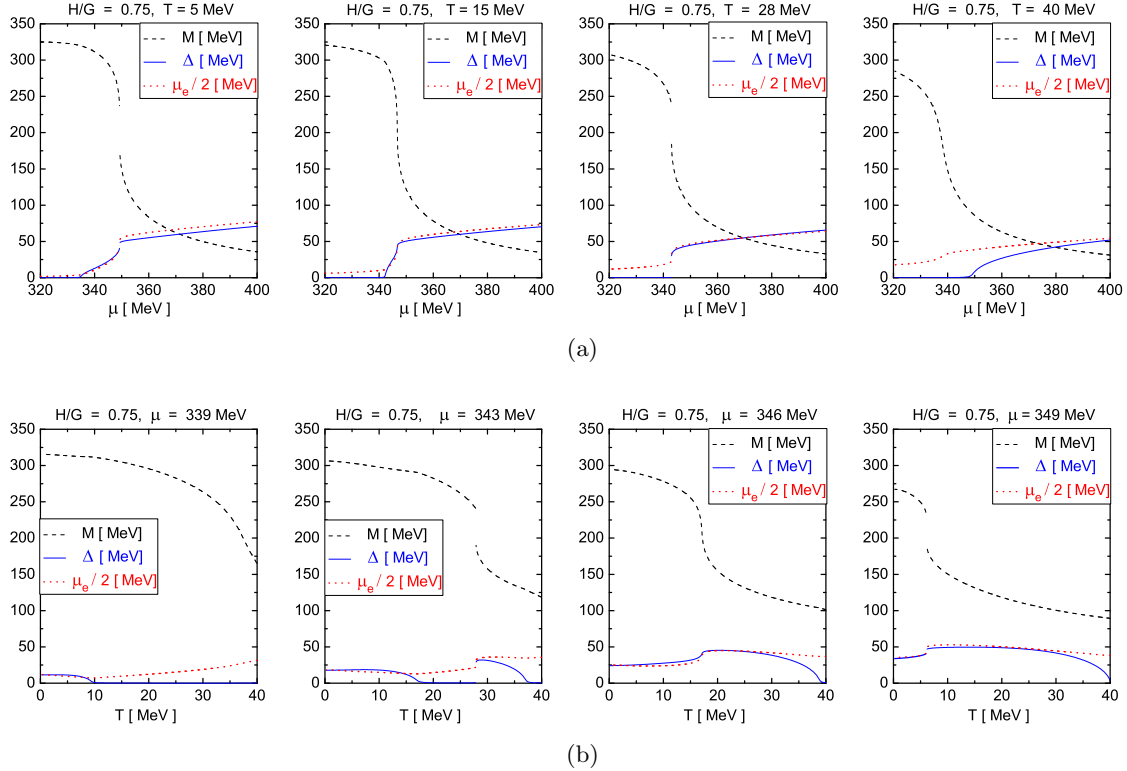 H/G = 0.75, T = 5 MeV
M [ MeV]
Δ [ MeV]
μe / 2 [ MeV]
350
300
250
200
150
100
50
0
320 340 360 380 400
μ [ MeV ]
H/G = 0.75, T = 15 MeV
M [ MeV]
Δ [ MeV]
μe / 2 [ MeV]
350
300
250
200
150
100
50
0
320 340 360 380 400
μ [ MeV ]
H/G = 0.75, T = 28 MeV
M [ MeV]
Δ [ MeV]
μe / 2 [ MeV]
350
300
250
200
150
100
50
0
320 340 360 380 400
μ [ MeV ]
H/G = 0.75, T = 40 MeV
M [ MeV]
Δ [ MeV]
μe / 2 [ MeV]
350
300
250
200
150
100
50
0
320 340 360 380 400
μ [ MeV ]
(a)
H/G = 0.75, μ = 339 MeV
350
300
250
200
150
100
50
0
M [ MeV]
Δ [ MeV]
μe / 2 [ MeV]
0 10 20 30 40
T [ MeV ]
H/G = 0.75, μ = 343 MeV
350
300
250
200
150
100
50
0
M [ MeV]
Δ [ MeV]
μe / 2 [ MeV]
0 10 20 30 40
T [ MeV ]
H/G = 0.75, μ = 346 MeV
M [ MeV]
Δ [ MeV]
μe / 2 [ MeV]
350
300
250
200
150
100
50
0
0 10 20 30 40
T [ MeV ]
H/G = 0.75, μ = 349 MeV
M [ MeV]
Δ [ MeV]
μe / 2 [ MeV]
350
300
250
200
150
100
50
0
0 10 20 30 40
T [ MeV ]
(b)